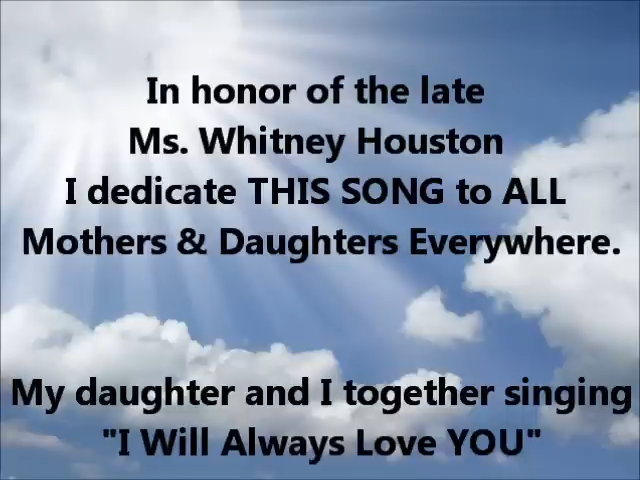 In honor of the late
Ms. Whitney Houston
I dedicate THIS SONG to ALL
Mothers & Daughters Everywhere.
My daughter and I together singing
"I Will Always Love YOU"